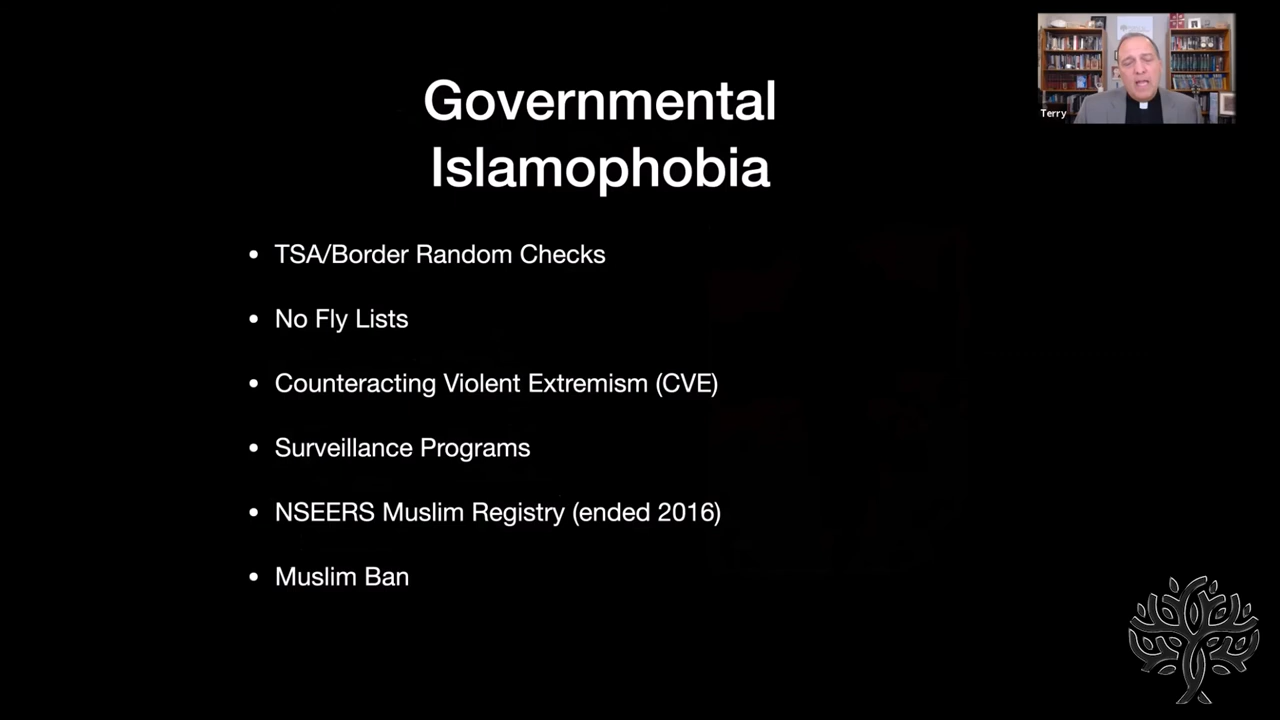 Governmental
Islamophobia
• TSA/Border Random Checks
• No Fly Lists
• Counteracting Violent Extremism (CVE)
• Surveillance Programs
• NSEERS Muslim Registry (ended 2016)
• Muslim Ban
Terry